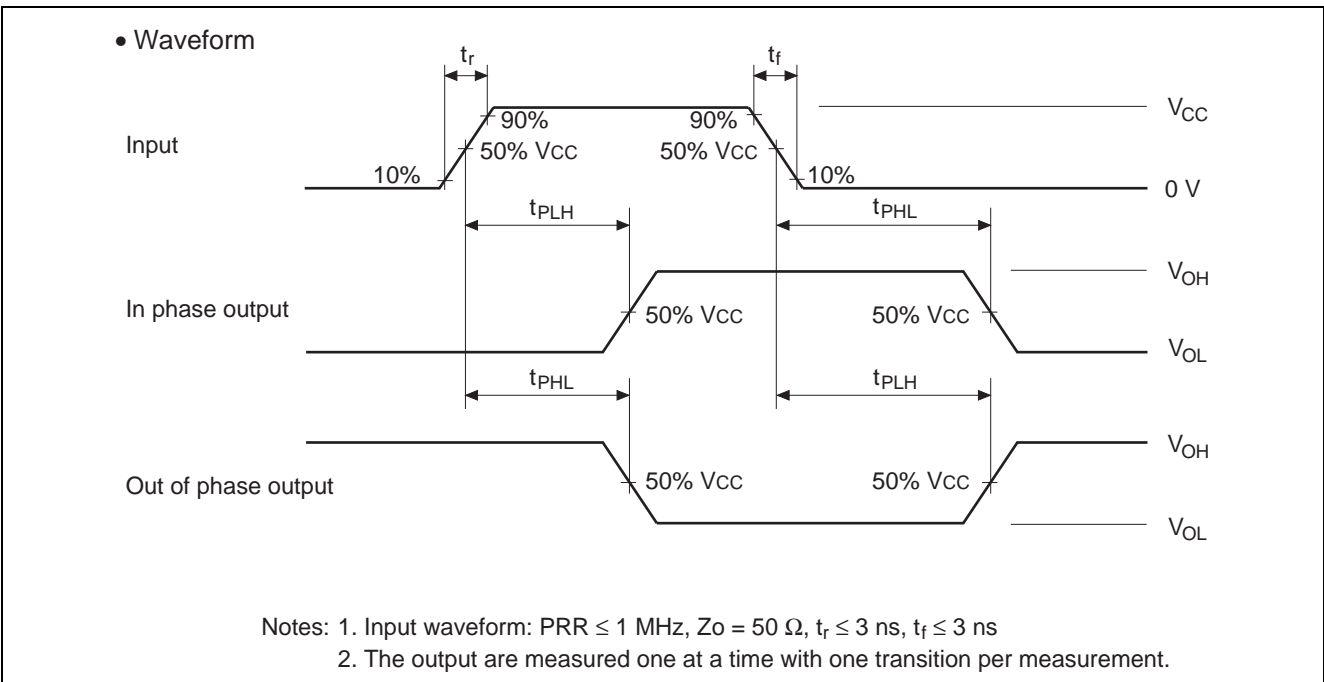 • Waveform
tr
tf
VCC
90%
90%
Input
50% VCC
50% VCC
10%
10%
0 V
tPLH
tPHL
VOH
In phase output
50% VCC
50% VCC
VOL
tPHL
tPLH
VOH
Out of phase output
50% VCC
50% VCC
VOL
Notes: 1. Input waveform: PRR ≤ 1 MHz, Zo = 50 Ω, tr ≤ 3 ns, tf ≤ 3 ns
2. The output are measured one at a time with one transition per measurement.